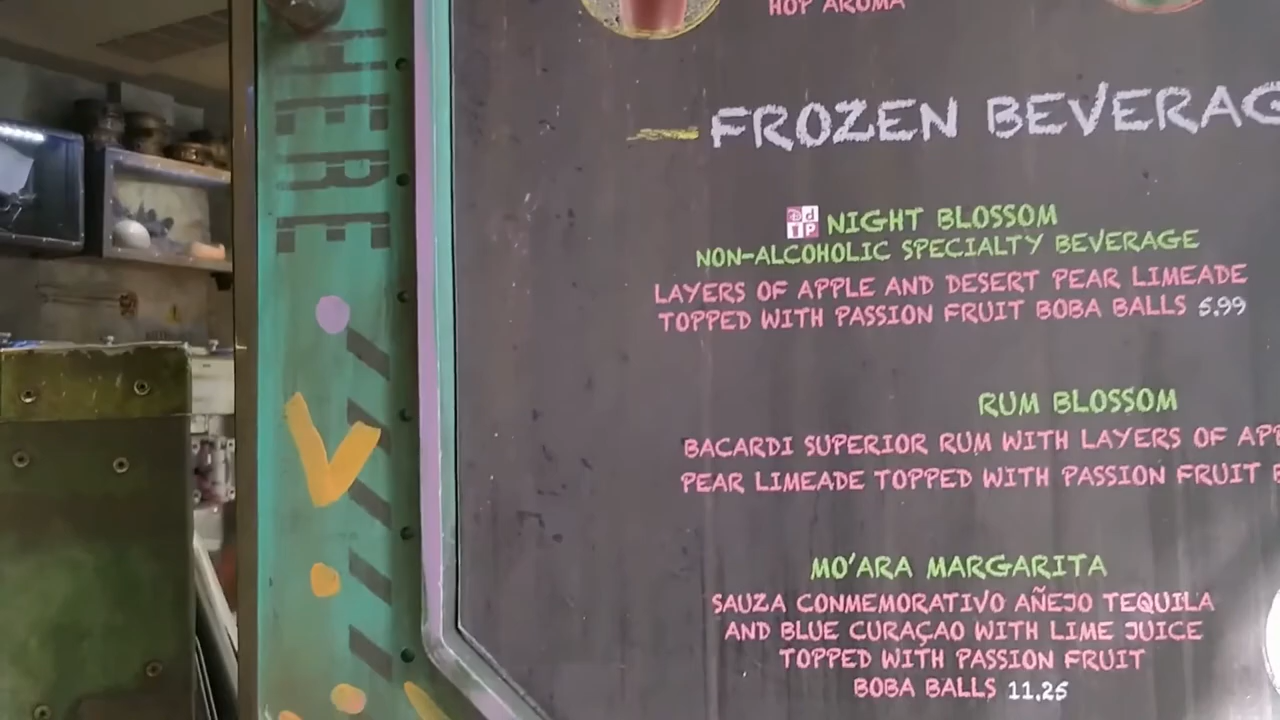 HERE
HOP AROMA
FROZEN BEVERAG
DdIP NIGHT BLOSSOM
NON-ALCOHOLIC SPECIALTY BEVERAGE
LAYERS OF APPLE AND DESERT PEAR LIMEADE
TOPPED WITH PASSION FRUIT BOBA BALLS 5.99
RUM BLOSSOM
BACARDI SUPERIOR RUM WITH LAYERS OF APP
PEAR LIMEADE TOPPED WITH PASSION FRUIT B
MO'ARA MARGARITA
SAUZA CONMEMORATIVO AÑEJO TEQUILA
AND BLUE CURAÇAO WITH LIME JUICE
TOPPED WITH PASSION FRUIT
BOBA BALLS 11.25